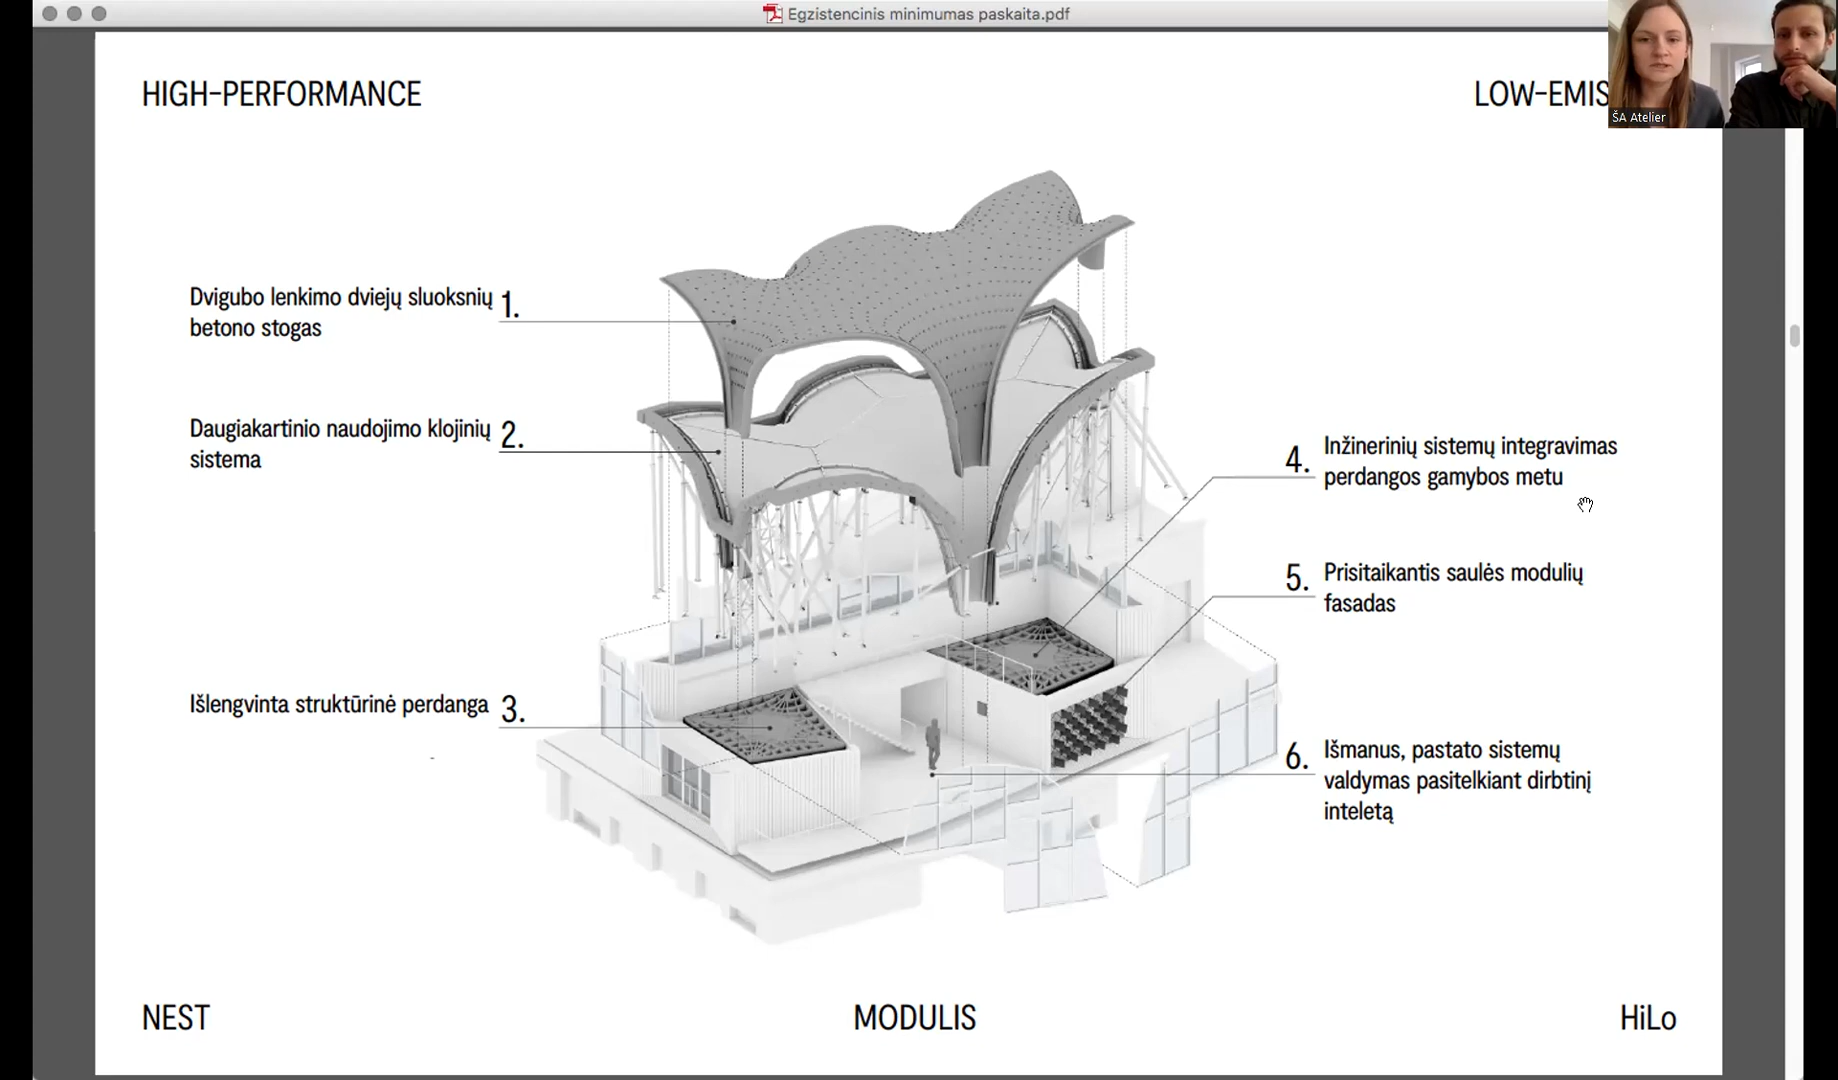 Egzistencinis minimumas paskaita.pdf
HIGH-PERFORMANCE
LOW-EMIS
ŠA Atelier
Dvigubo lenkimo dviejų sluoksnių 1.
betono stogas
Daugiakartinio naudojimo klojinių 2.
sistema
Išlengvinta struktūrinė perdanga 3.
4. Inžinerinių sistemų integravimas
perdangos gamybos metu
5. Prisitaikantis saulės modulių
fasadas
6. Išmanus, pastato sistemų
valdymas pasitelkiant dirbtinį
inteletą
NEST
MODULIS
HiLo